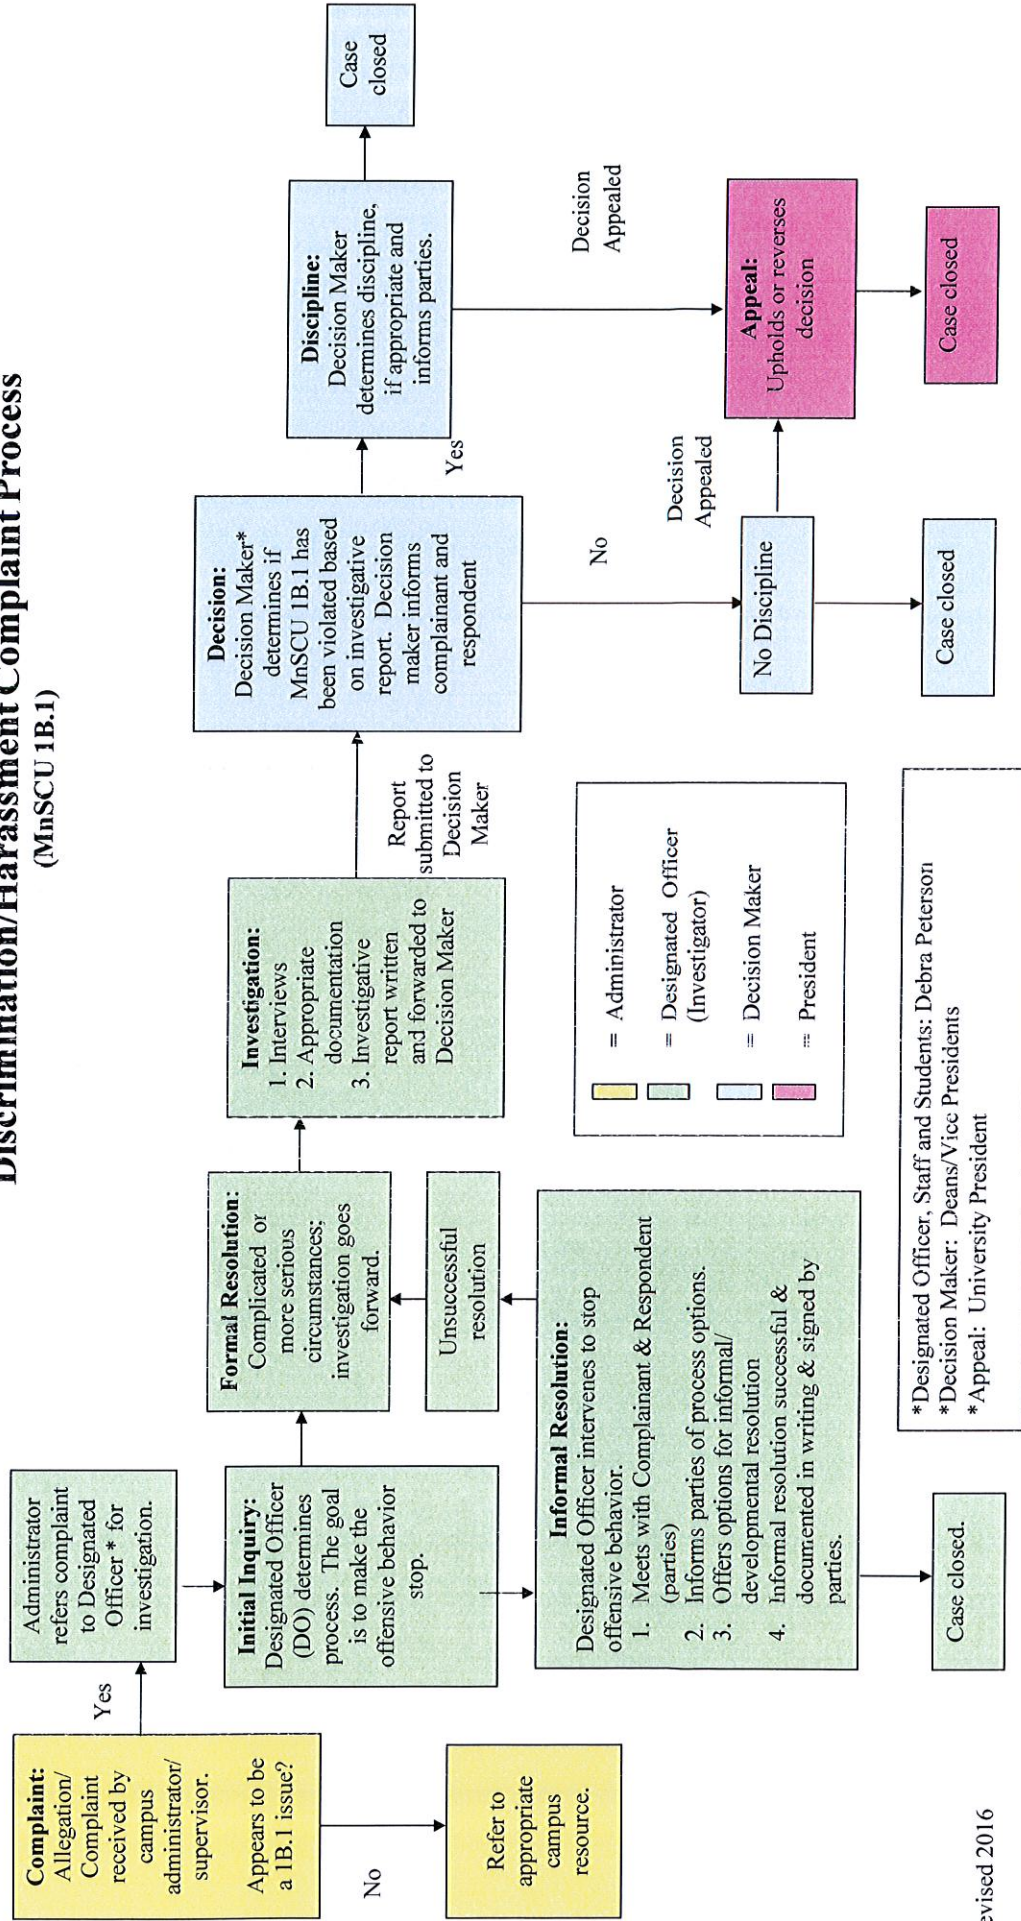 Discrimination/Harassment Complaint Process
(MnSCU 1B.1)
Complaint:
Allegation/
Complaint
received by
campus
administrator/
supervisor.
Appears to be
a 1B.1 issue?
Yes
No
Refer to
appropriate
campus
resource.
Administrator
refers complaint
to Designated
Officer * for
investigation.
Initial Inquiry:
Designated Officer
(DO) determines
process. The goal
is to make the
offensive behavior
stop.
Formal Resolution:
Complicated or
more serious
circumstances;
investigation goes
forward.
Unsuccessful
resolution
Informal Resolution:
Designated Officer intervenes to stop
offensive behavior.
1. Meets with Complainant & Respondent
(parties)
2. Informs parties of process options.
3. Offers options for informal/
developmental resolution
4. Informal resolution successful &
documented in writing & signed by
parties.
Case closed.
Investigation:
1. Interviews
2. Appropriate
documentation
3. Investigative
report written
and forwarded to
Decision Maker
Report
submitted to
Decision
Maker
Decision:
Decision Maker*
determines if
MnSCU 1B.1 has
been violated based
on investigative
report. Decision
maker informs
complainant and
respondent
Yes
No
Discipline:
Decision Maker
determines discipline,
if appropriate and
informs parties.
Case
closed
Decision
Appealed
No Discipline
Decision
Appealed
Case closed
Appeal:
Upholds or reverses
decision
Case closed
= Administrator
= Designated Officer
(Investigator)
= Decision Maker
= President
*Designated Officer, Staff and Students: Debra Peterson
*Decision Maker: Deans/Vice Presidents
*Appeal: University President
evised 2016